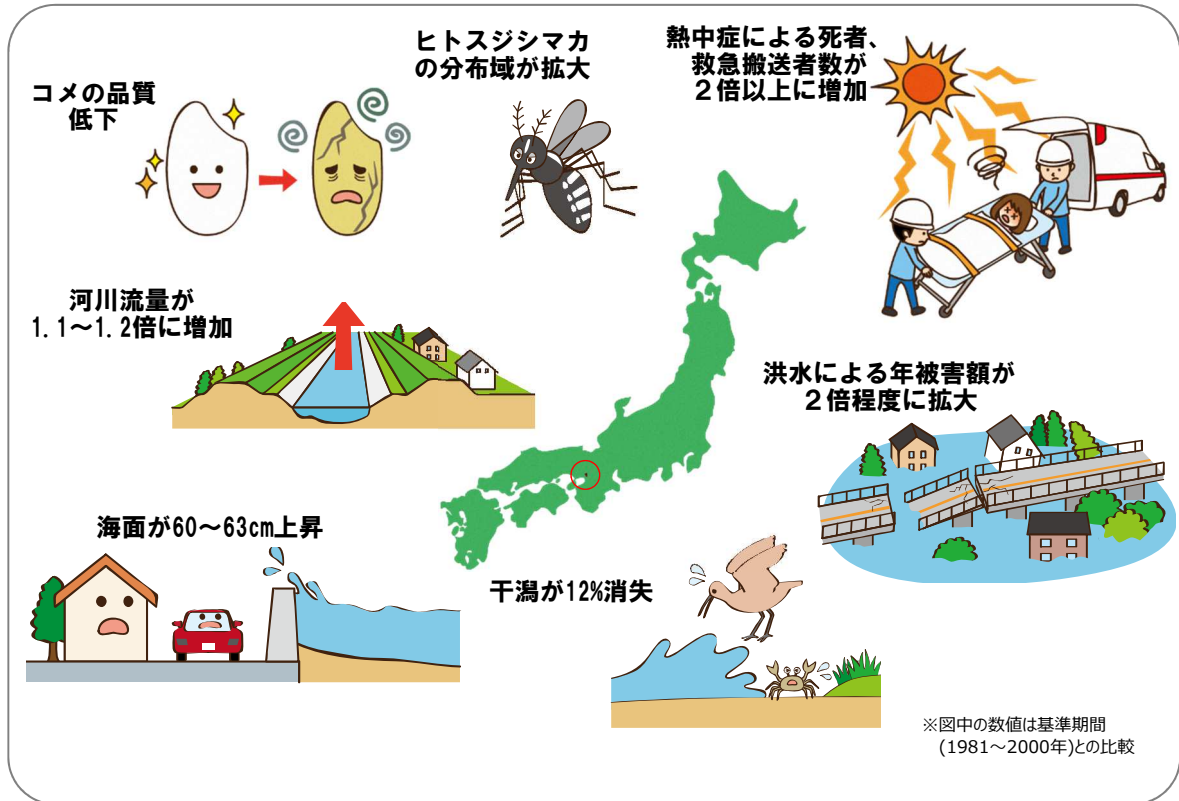 コメの品質
低下
ヒトスジシマカ
の分布域が拡大
熱中症による死者、
救急搬送者数が
２倍以上に増加
河川流量が
1.1～1.2倍に増加
洪水による年被害額が
２倍程度に拡大
海面が60～63cm上昇
干潟が12%消失
※図中の数値は基準期間
(1981～2000年)との比較